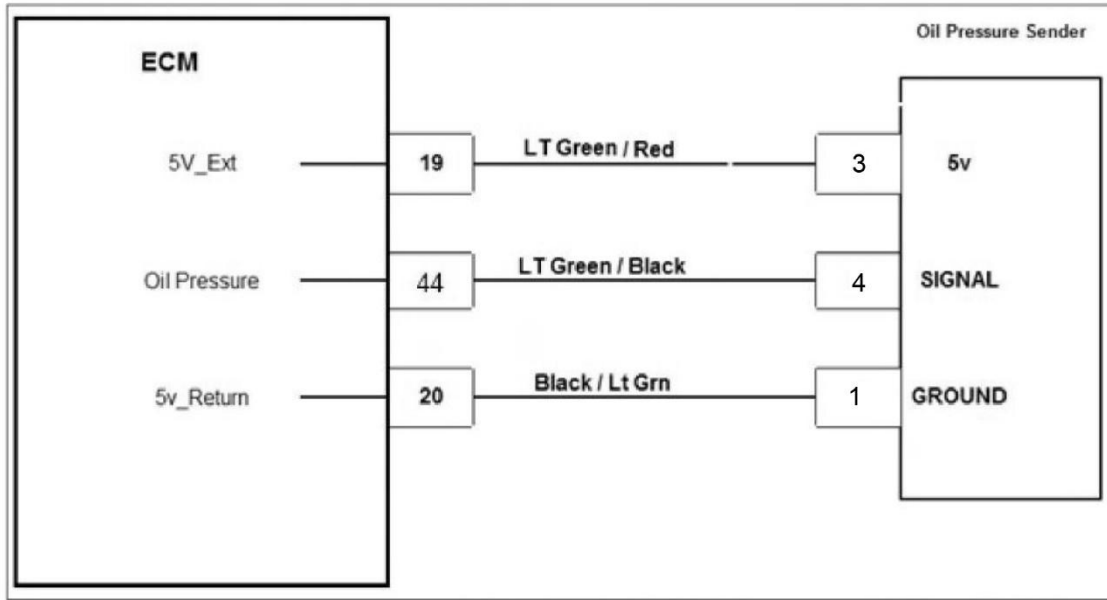 Oil Pressure Sender
ECM
5V_Ext
19
LT Green / Red
3
5v
Oil Pressure
44
LT Green / Black
4
SIGNAL
5v_Return
20
Black / Lt Grn
1
GROUND